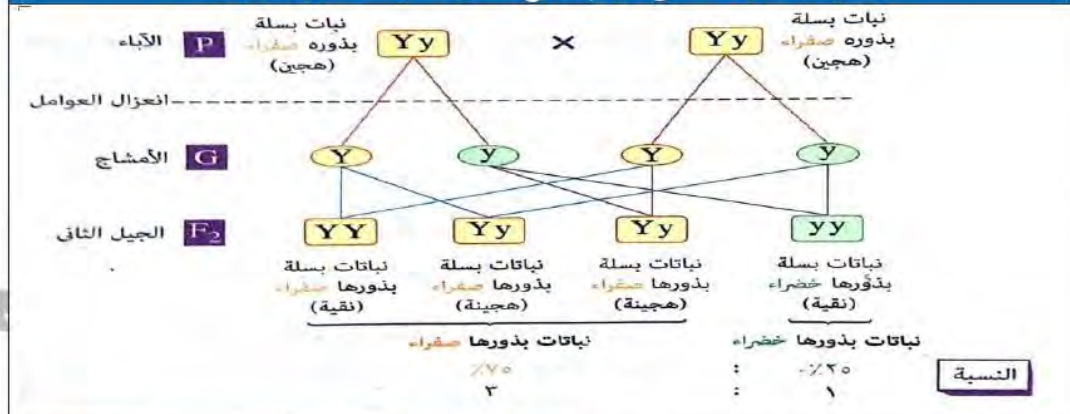 الآباء P نبات بسلة بذوره صفراء (هجين) Yy × Yy نبات بسلة بذوره صفراء (هجين)
انعزال العوامل
الأمشاج G Y y Y y
الجيل الثانى F2 YY Yy Yy yy
نباتات بسلة نباتات بسلة نباتات بسلة نباتات بسلة
بذورها صفراء بذورها صفراء بذورها صفراء بذورها خضراء
(نقية) (هجينة) (هجينة) (نقية)
نباتات بذورها صفراء نباتات بذورها خضراء
٪٧٥ : ٪٢٥
٣ : ١
النسبة